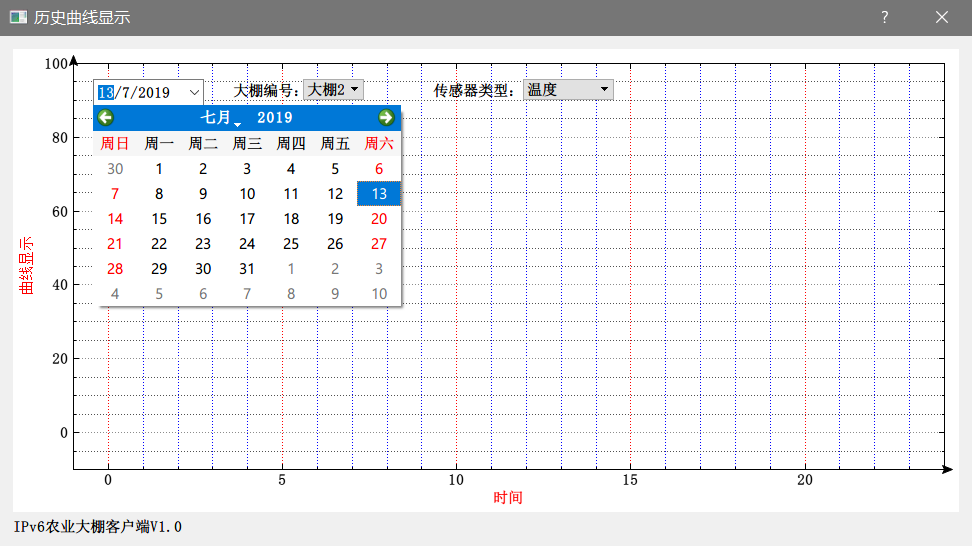 历史曲线显示
?
100
13/7/2019 大棚编号： 大棚2 传感器类型： 温度
七月 2019
周日 周一 周二 周三 周四 周五 周六
30 1 2 3 4 5 6
7 8 9 10 11 12 13
14 15 16 17 18 19 20
21 22 23 24 25 26 27
28 29 30 31 1 2 3
4 5 6 7 8 9 10
80
60
40
20
0
曲线显示
0 5 10 15 20
时间
IPv6农业大棚客户端V1.0